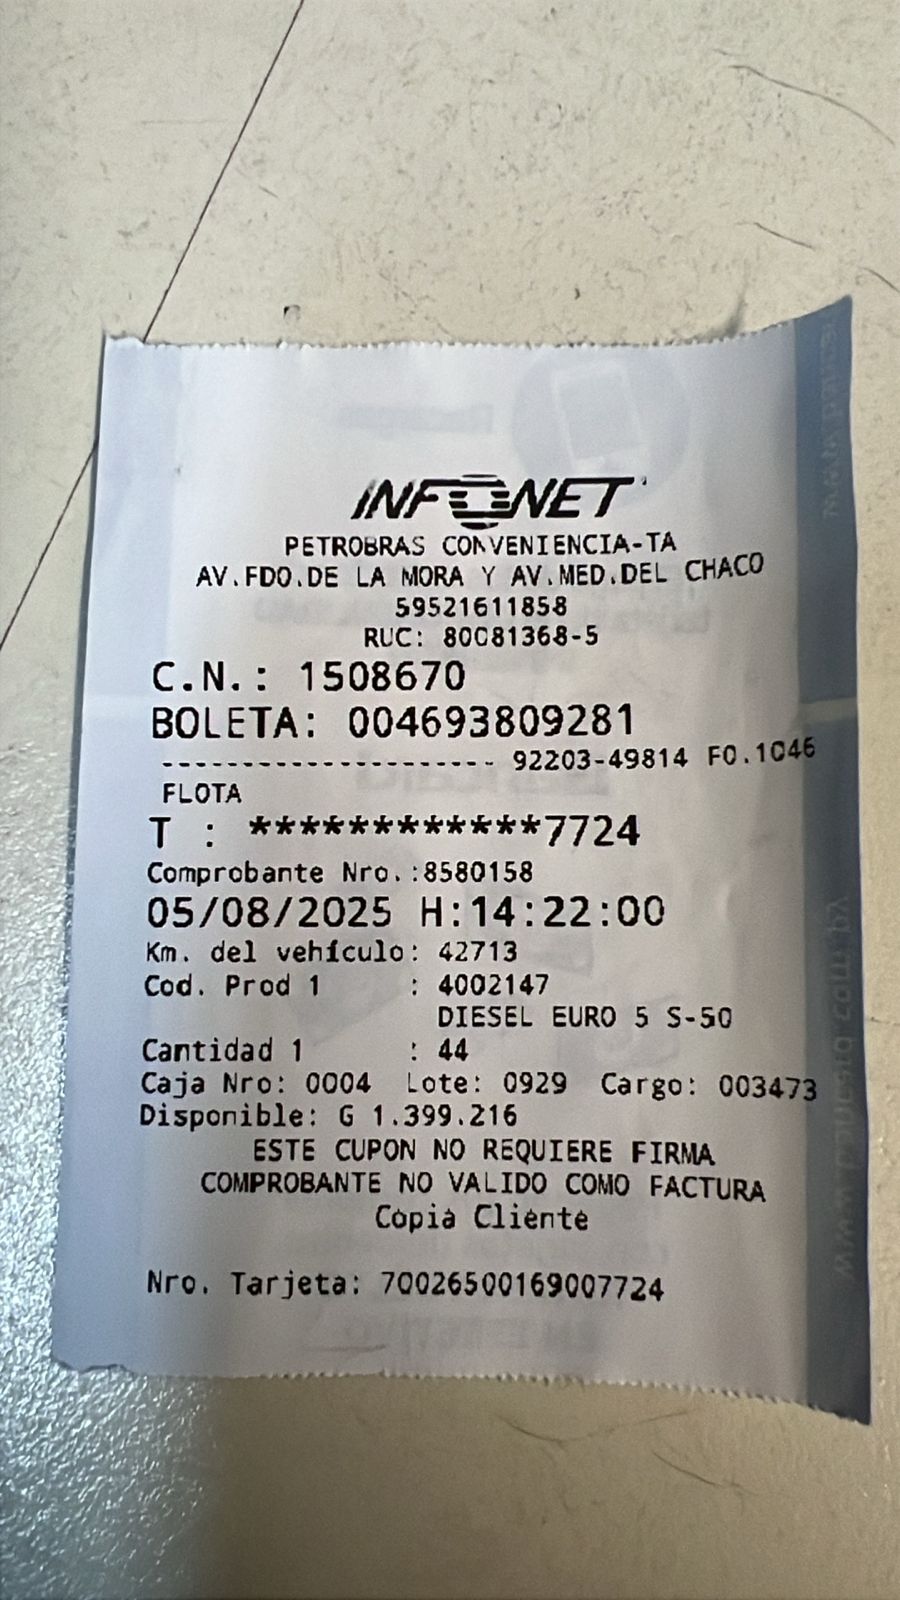 INFONET
PETROBRAS CONVENIENCIA-TA
AV.FDO.DE LA MORA Y AV.MED.DEL CHACO
59521611858
RUC: 80081368-5
C.N.: 1508670
BOLETA: 004693809281
--------------------- 92203-49814 F0.1046
FLOTA
T : ************7724
Comprobante Nro.:8580158
05/08/2025 H:14:22:00
Km. del vehículo: 42713
Cod. Prod 1 : 4002147
DIESEL EURO 5 S-50
Cantidad 1 : 44
Caja Nro: 0004 Lote: 0929 Cargo: 003473
Disponible: G 1.399.216
ESTE CUPON NO REQUIERE FIRMA
COMPROBANTE NO VALIDO COMO FACTURA
Copia Cliente
Nro. Tarjeta: 70026500169007724